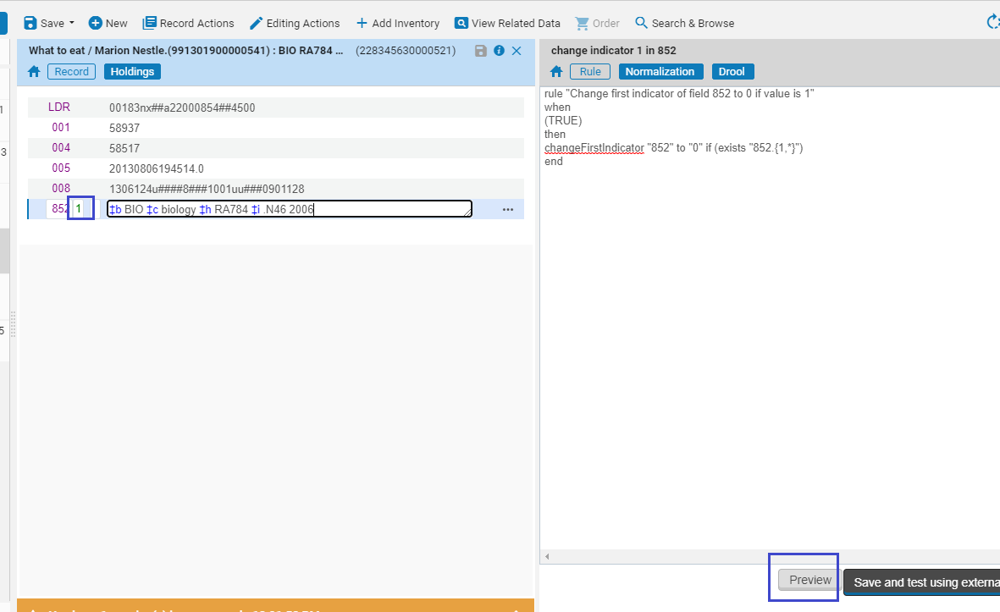 Save New Record Actions Editing Actions Add Inventory View Related Data Order Search & Browse
What to eat / Marion Nestle.(991301900000541) : BIO RA784 ... (228345630000521)
Record Holdings
LDR 00183nx##a22000854##4500
001 58937
004 58517
005 20130806194514.0
008 1306124u####8###1001uu###0901128
852 1 ‡b BIO ‡c biology ‡h RA784 ‡i .N46 2006
1
3
5
change indicator 1 in 852
Rule Normalization Drool
rule "Change first indicator of field 852 to 0 if value is 1"
when
(TRUE)
then
changeFirstIndicator "852" to "0" if (exists "852.{1,*}")
end
Preview Save and test using externa